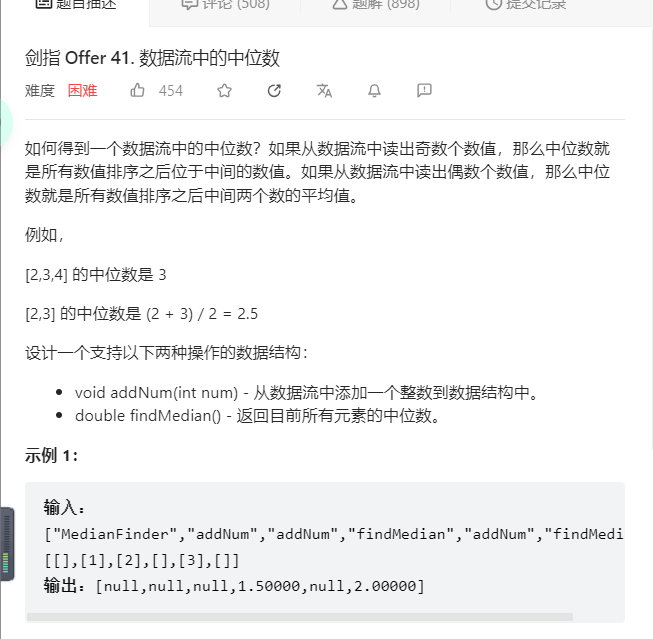 题目描述 评论 (508) 题解 (898) 提交记录
剑指 Offer 41. 数据流中的中位数
难度 困难 454
如何得到一个数据流中的中位数？如果从数据流中读出奇数个数值，那么中位数就
是所有数值排序之后位于中间的数值。如果从数据流中读出偶数个数值，那么中位
数就是所有数值排序之后中间两个数的平均值。
例如，
[2,3,4] 的中位数是 3
[2,3] 的中位数是 (2 + 3) / 2 = 2.5
设计一个支持以下两种操作的数据结构：
void addNum(int num) - 从数据流中添加一个整数到数据结构中。
double findMedian() - 返回目前所有元素的中位数。
示例 1：
输入：
["MedianFinder","addNum","addNum","findMedian","addNum","findMedi
[[],[1],[2],[],[3],[]]
输出：[null,null,null,1.50000,null,2.00000]